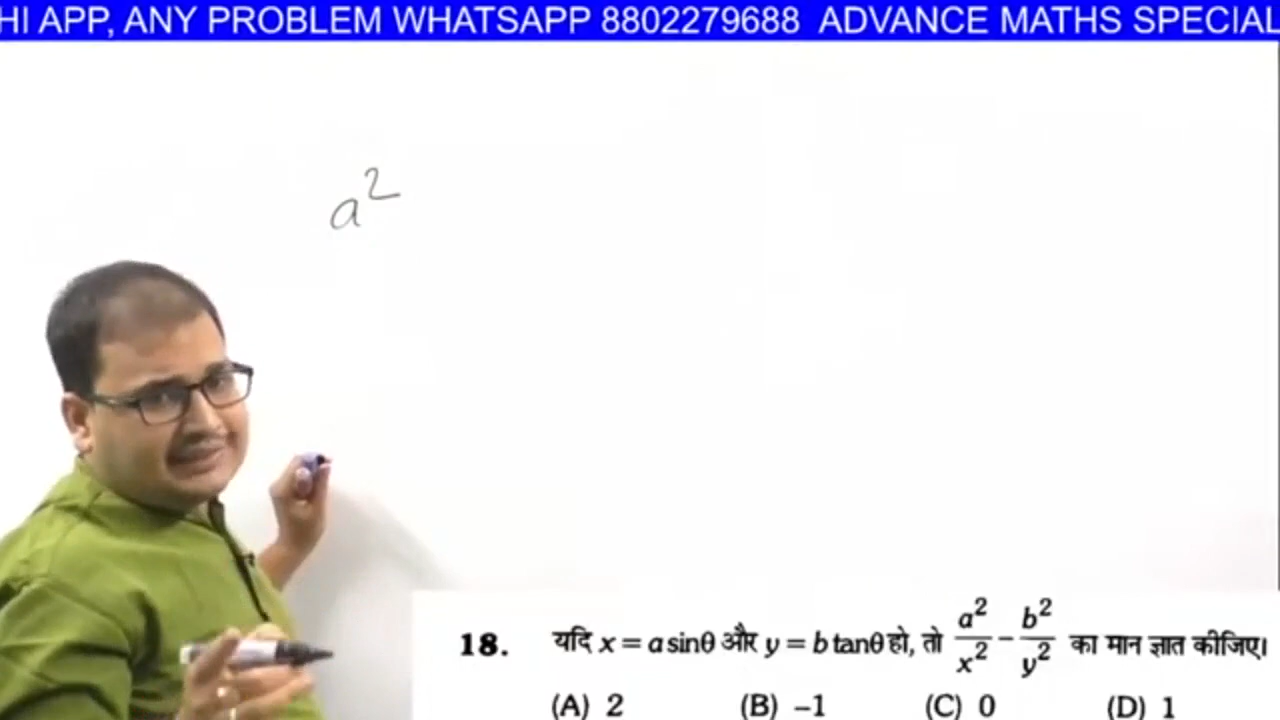 HI APP, ANY PROBLEM WHATSAPP 8802279688 ADVANCE MATHS SPECIAL
a²
18. यदि x = a sinθ और y = b tanθ हो, तो a²/x² − b²/y² का मान ज्ञात कीजिए।
(A) 2 (B) −1 (C) 0 (D) 1